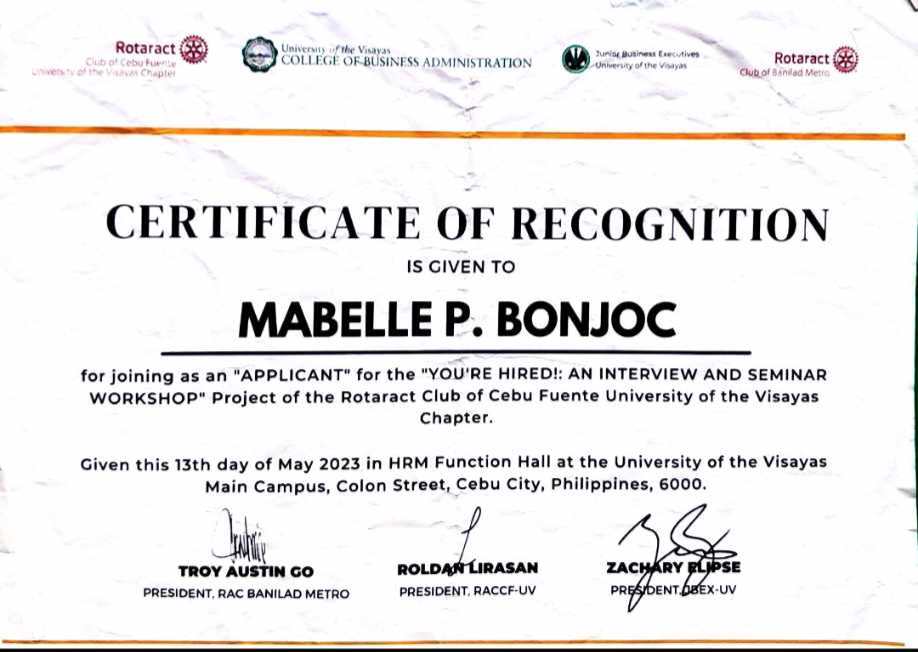 Rotaract
Club of Cebu Fuente
University of the Visayas Chapter
University of the Visayas
COLLEGE OF BUSINESS ADMINISTRATION
Junior Business Executives
University of the Visayas
Rotaract
Club of Banilad Metro
CERTIFICATE OF RECOGNITION
IS GIVEN TO
MABELLE P. BONJOC
for joining as an "APPLICANT" for the "YOU'RE HIRED!: AN INTERVIEW AND SEMINAR
WORKSHOP" Project of the Rotaract Club of Cebu Fuente University of the Visayas
Chapter.
Given this 13th day of May 2023 in HRM Function Hall at the University of the Visayas
Main Campus, Colon Street, Cebu City, Philippines, 6000.
TROY AUSTIN GO
PRESIDENT, RAC BANILAD METRO
ROLDAN LIRASAN
PRESIDENT, RACCF-UV
ZACHARY ELIPSE
PRESIDENT, JBEX-UV